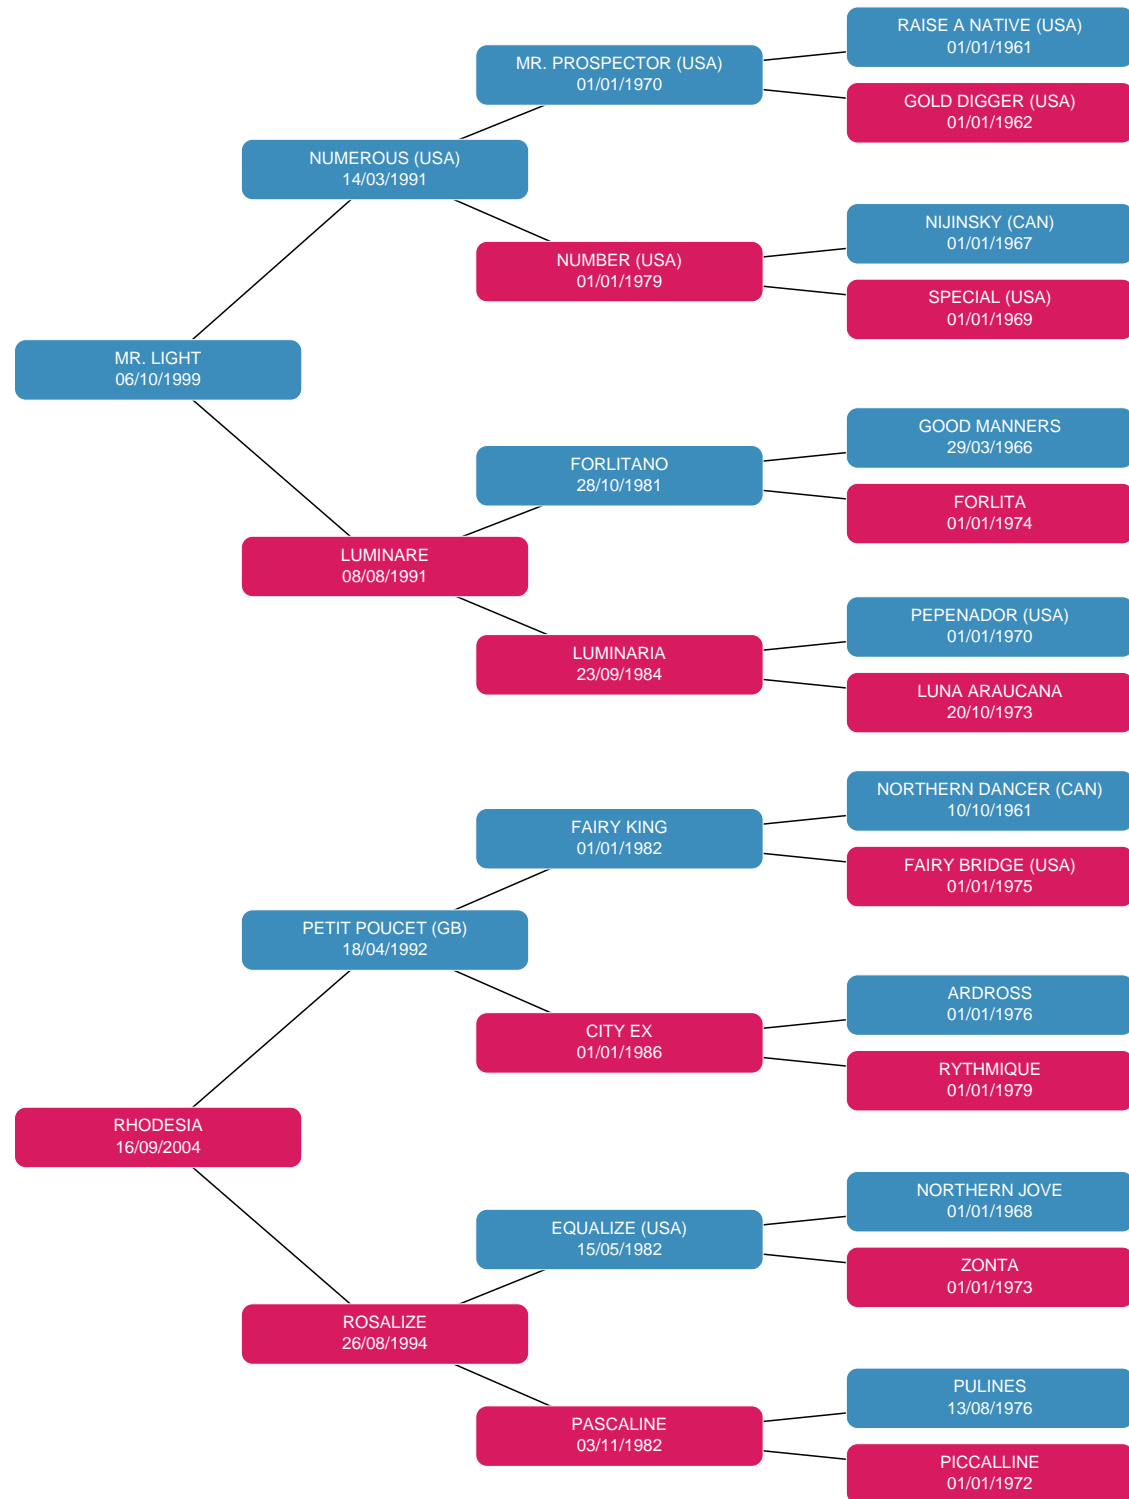 RAISE A NATIVE (USA)
01/01/1961
MR. PROSPECTOR (USA)
01/01/1970
GOLD DIGGER (USA)
01/01/1962
NUMEROUS (USA)
14/03/1991
NIJINSKY (CAN)
01/01/1967
NUMBER (USA)
01/01/1979
SPECIAL (USA)
01/01/1969
MR. LIGHT
06/10/1999
GOOD MANNERS
29/03/1966
FORLITANO
28/10/1981
FORLITA
01/01/1974
LUMINARE
08/08/1991
PEPENADOR (USA)
01/01/1970
LUMINARIA
23/09/1984
LUNA ARAUCANA
20/10/1973
NORTHERN DANCER (CAN)
10/10/1961
FAIRY KING
01/01/1982
FAIRY BRIDGE (USA)
01/01/1975
PETIT POUCET (GB)
18/04/1992
ARDROSS
01/01/1976
CITY EX
01/01/1986
RYTHMIQUE
01/01/1979
RHODESIA
16/09/2004
NORTHERN JOVE
01/01/1968
EQUALIZE (USA)
15/05/1982
ZONTA
01/01/1973
ROSALIZE
26/08/1994
PULINES
13/08/1976
PASCALINE
03/11/1982
PICCALLINE
01/01/1972